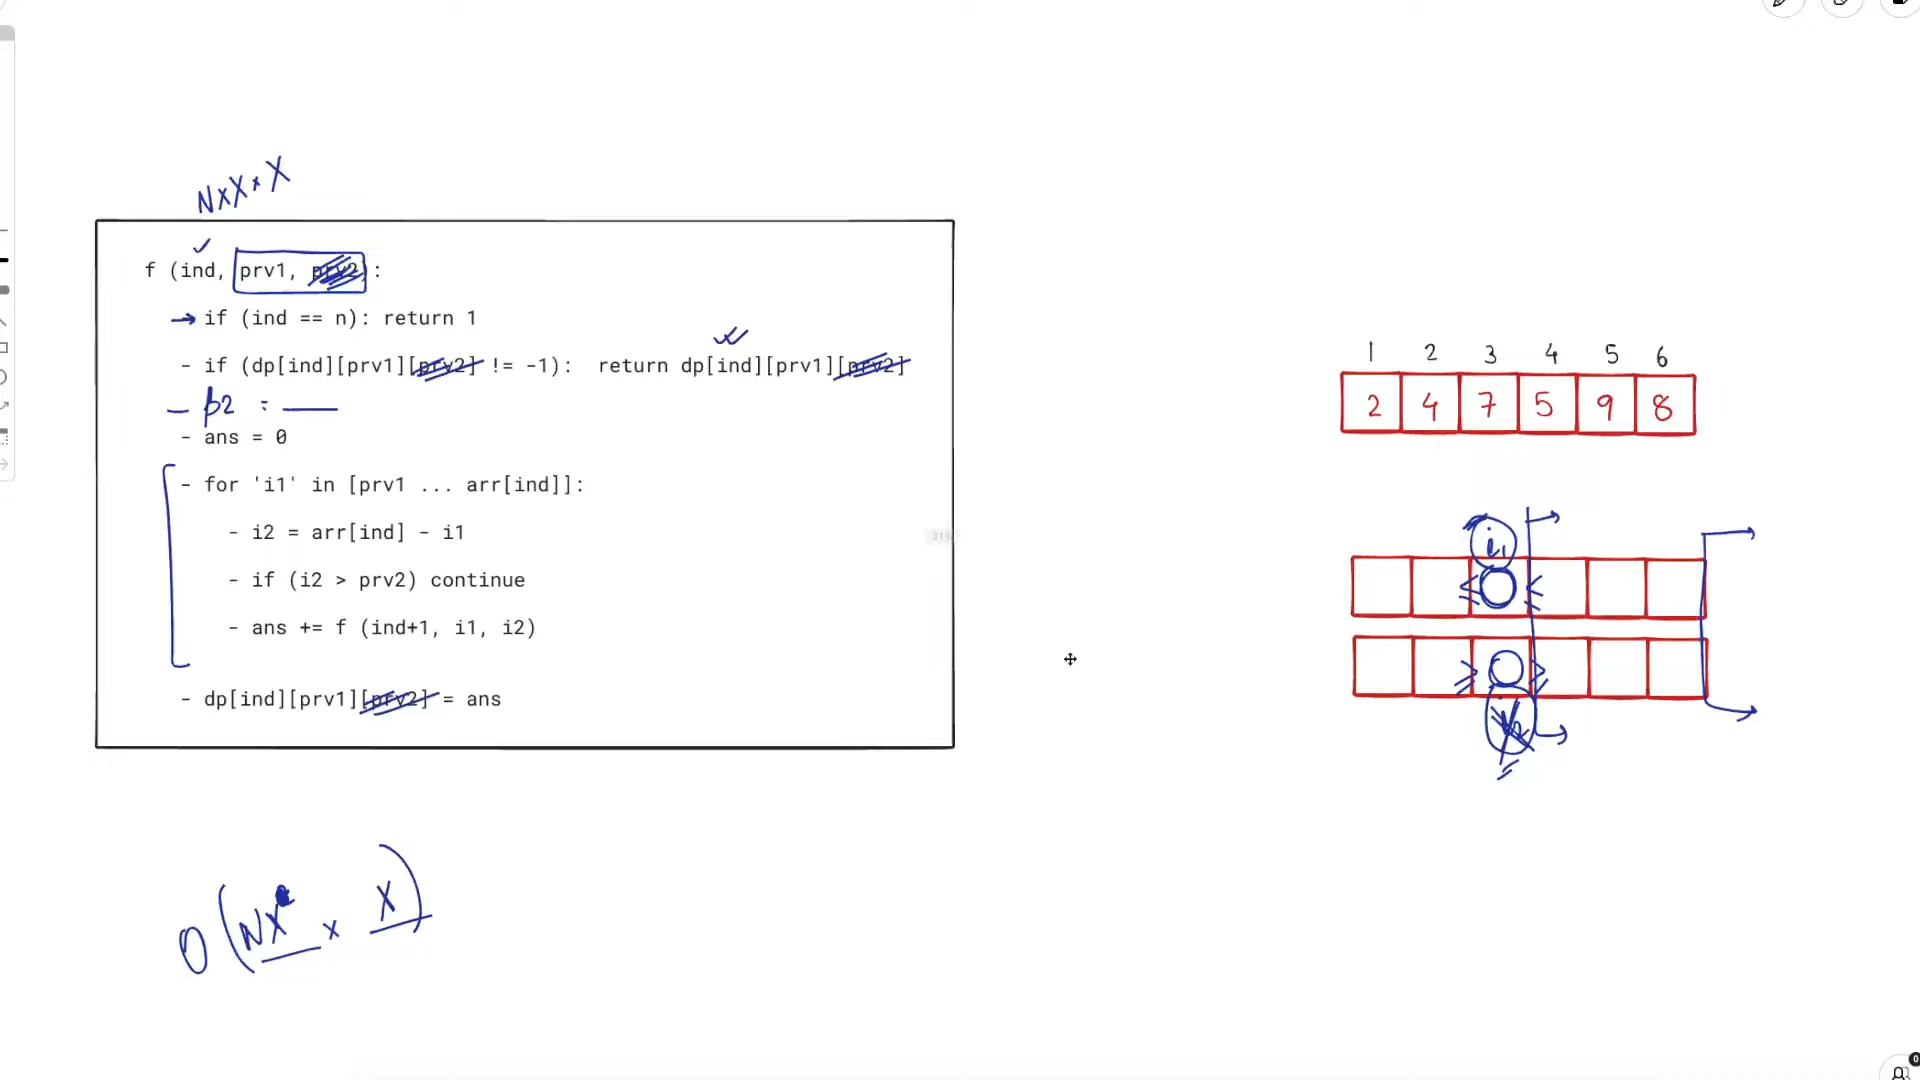 N x X x X
f (ind, prv1, prv2):
→ if (ind == n): return 1
- if (dp[ind][prv1][prv2] != -1): return dp[ind][prv1][prv2]
- p2 : __
- ans = 0
- for 'i1' in [prv1 ... arr[ind]]:
- i2 = arr[ind] - i1
- if (i2 > prv2) continue
- ans += f (ind+1, i1, i2)
- dp[ind][prv1][prv2] = ans
O(NX x X)
1 2 3 4 5 6
2 4 7 5 9 8
i1